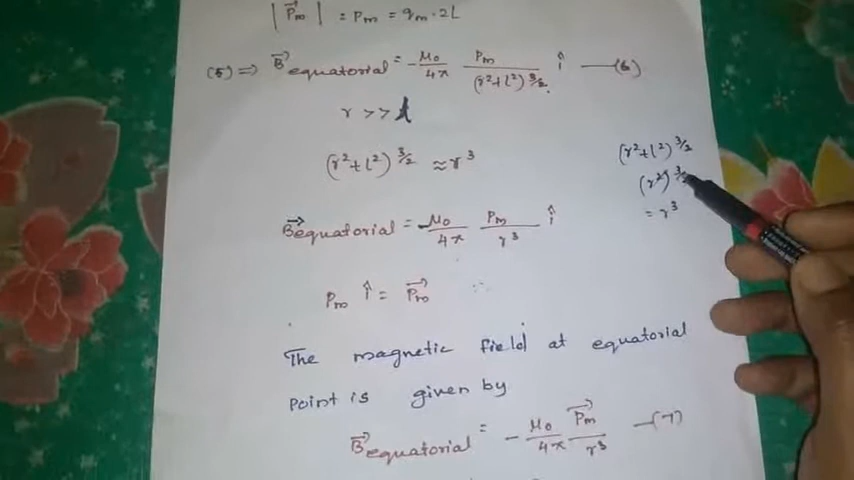 |P⃗m| = Pm = qm · 2L
(5) ⇒ B⃗equatorial = -μ₀/4π Pm/(r²+l²)^3/2 î —(6)
r >> l
(r²+l²)^3/2 ≈ r³
(r²+l²)^3/2
(r²)^3/2
= r³
B⃗equatorial = -μ₀/4π Pm/r³ î
Pm î = P⃗m
The magnetic field at equatorial
point is given by
B⃗equatorial = - μ₀/4π P⃗m/r³ —(7)